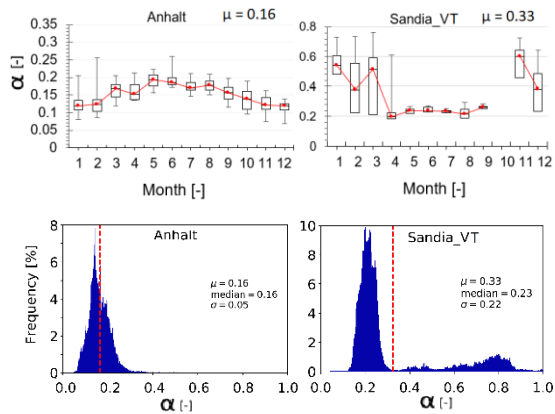 Anhalt μ = 0.16
0.35
0.3
0.25
0.2
0.15
0.1
0.05
0
α [-]
1 2 3 4 5 6 7 8 9 10 11 12
Month [-]
Sandia_VT μ = 0.33
0.8
0.6
0.4
0.2
0
1 2 3 4 5 6 7 8 9 10 11 12
Month [-]
8
6
4
2
0
Frequency [%]
Anhalt
μ = 0.16
median = 0.16
σ = 0.05
0.0 0.2 0.4 0.6 0.8 1.0
α [-]
10
8
6
4
2
0
Sandia_VT
μ = 0.33
median = 0.23
σ = 0.22
0.0 0.2 0.4 0.6 0.8 1.0
α [-]